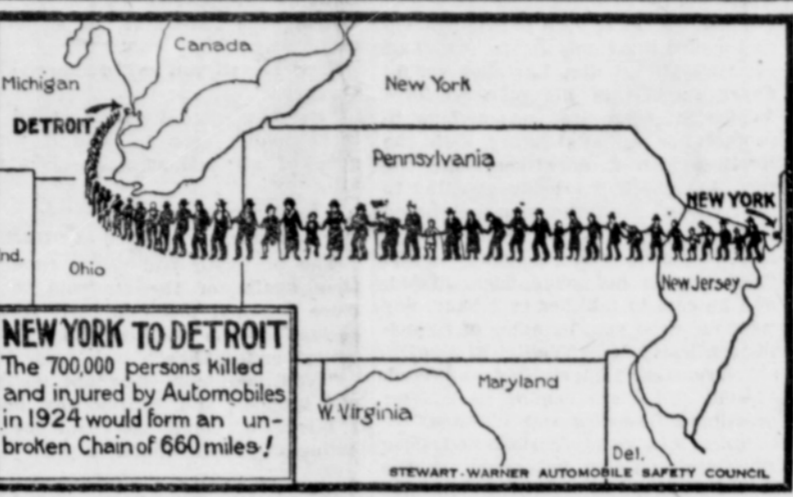 Canada
Michigan
New York
DETROIT
Pennsylvania
NEW YORK
nd.
Ohio
New Jersey
NEW YORK TO DETROIT
The 700,000 persons killed
and injured by Automobiles
in 1924 would form an un-
broken Chain of 660 miles!
Maryland
W. Virginia
Del.
STEWART-WARNER AUTOMOBILE SAFETY COUNCIL